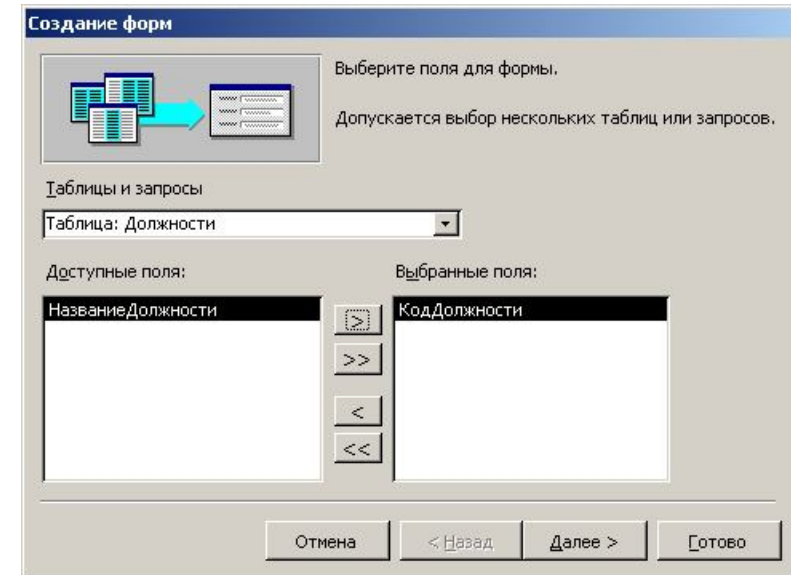 Создание форм
Выберите поля для формы.
Допускается выбор нескольких таблиц или запросов.
Таблицы и запросы
Таблица: Должности
Доступные поля:
Выбранные поля:
НазваниеДолжности
КодДолжности
>
>>
<
<<
Отмена
< Назад
Далее >
Готово